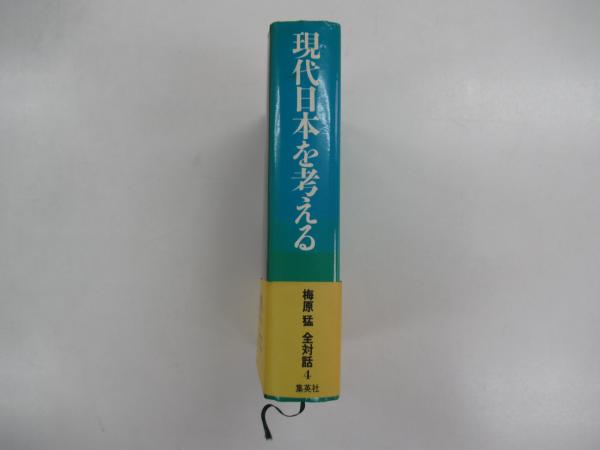 現代日本を考える
梅原 猛 全対話 4
集英社